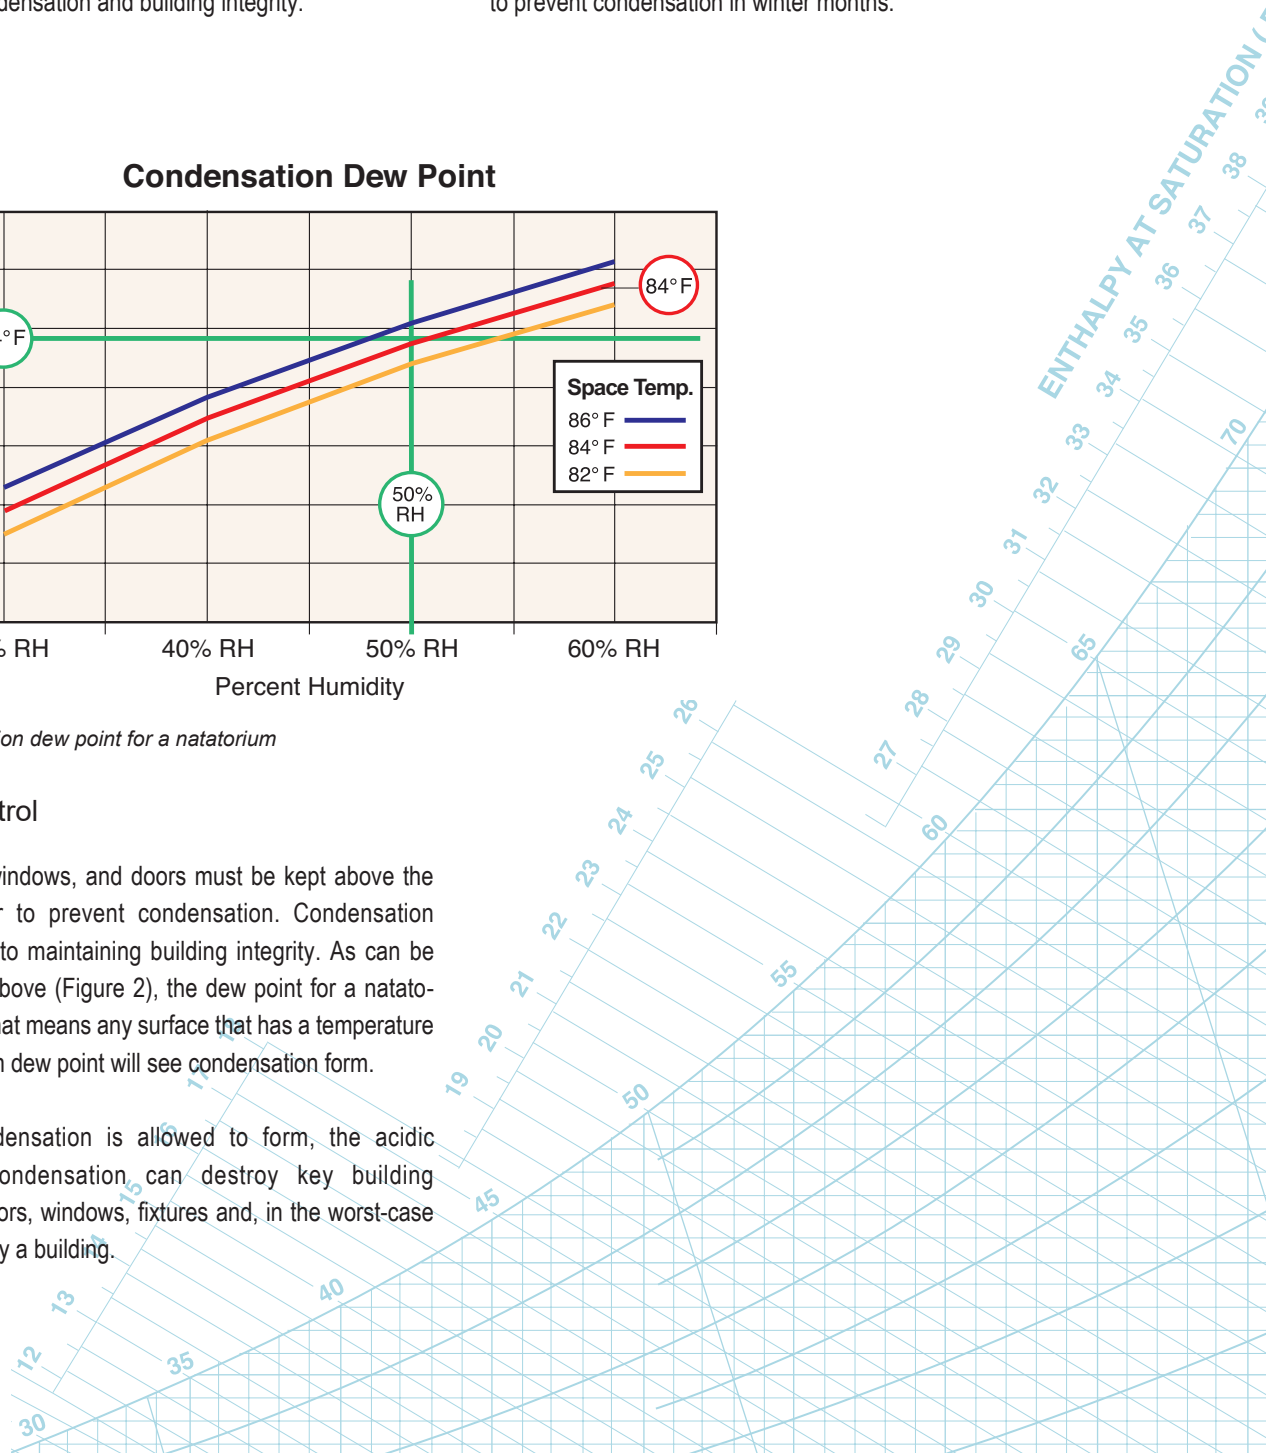 densation and building integrity.
to prevent condensation in winter months.
Condensation Dew Point
°F
84°F
Space Temp.
86°F
84°F
82°F
50%
RH
% RH
40% RH
50% RH
60% RH
Percent Humidity
on dew point for a natatorium
trol
windows, and doors must be kept above the
r to prevent condensation. Condensation
to maintaining building integrity. As can be
bove (Figure 2), the dew point for a natato-
hat means any surface that has a temperature
n dew point will see condensation form.
densation is allowed to form, the acidic
condensation can destroy key building
ors, windows, fixtures and, in the worst-case
y a building.
ENTHALPY AT SATURATION (
38
37
36
35
34
33
32
31
30
29
28
27
26
25
24
23
22
21
20
19
18
17
16
15
14
13
12
70
65
60
55
50
45
40
35
30